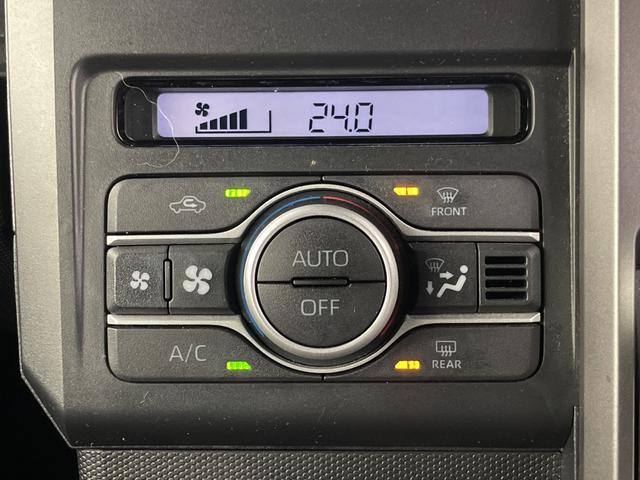 24.0
FRONT
AUTO
OFF
A/C
REAR